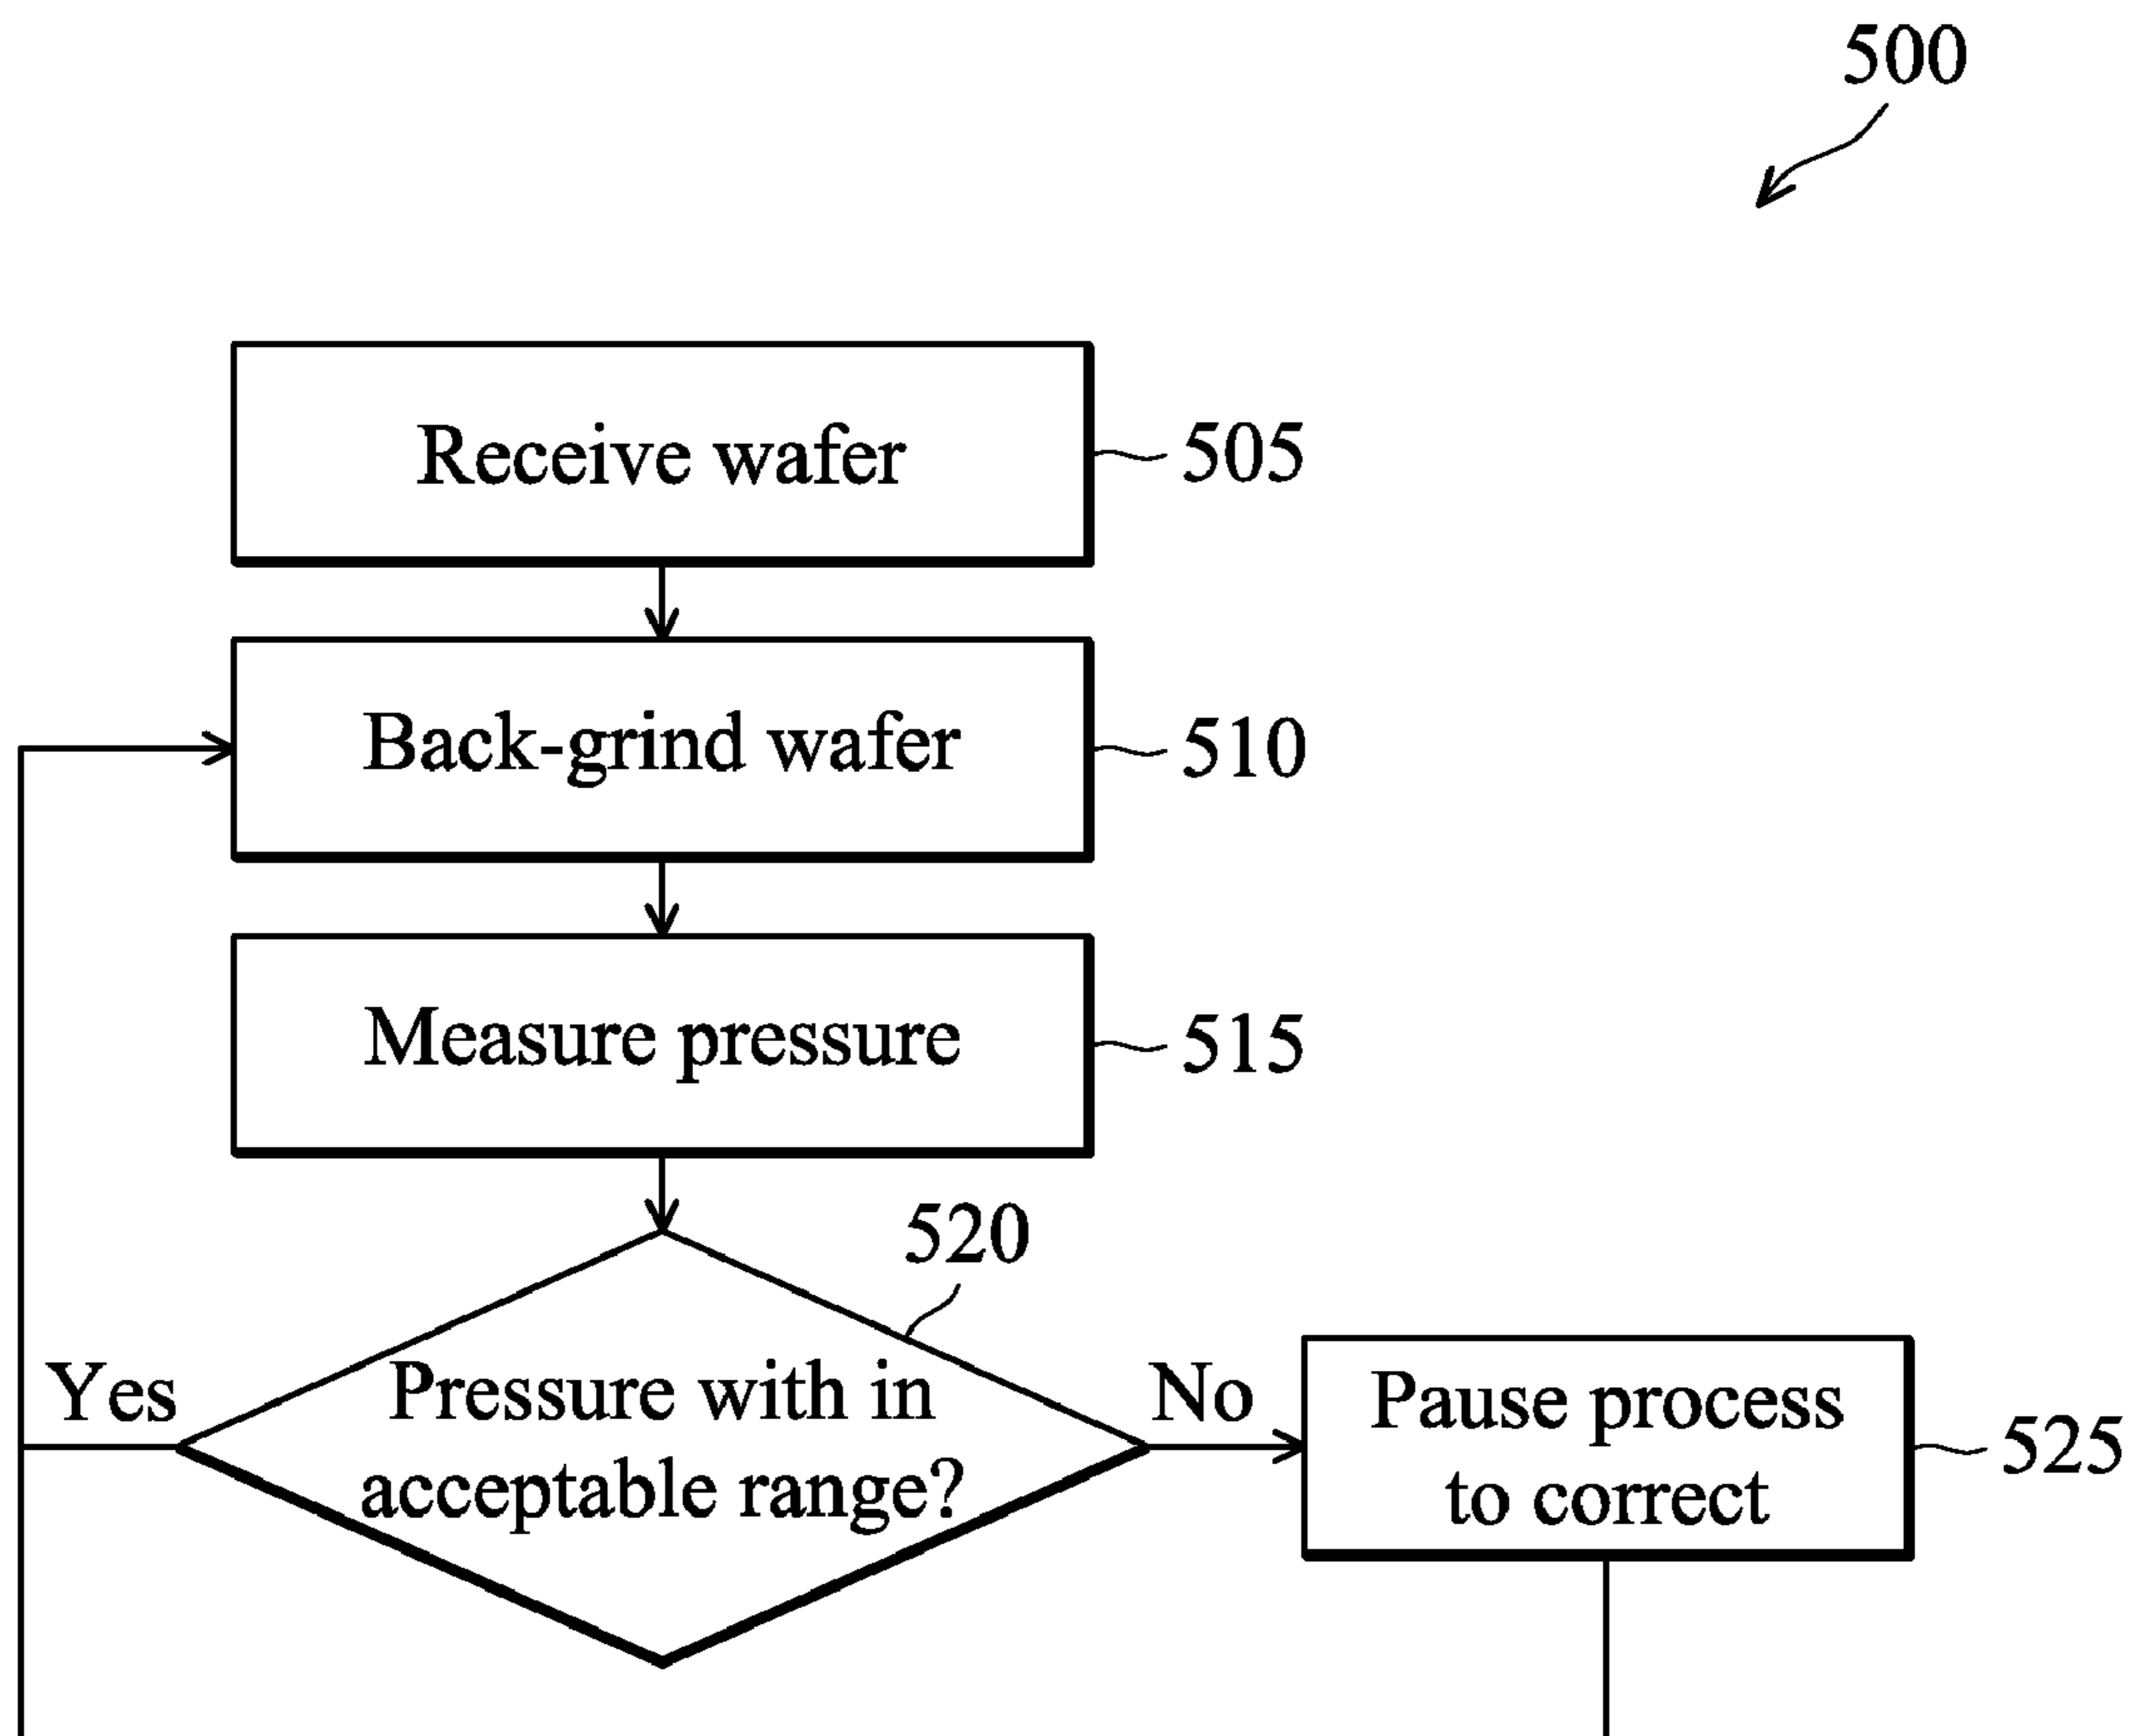 500
Receive wafer
505
Back-grind wafer
510
Measure pressure
515
520
Yes
Pressure with in
acceptable range?
No
Pause process
to correct
525